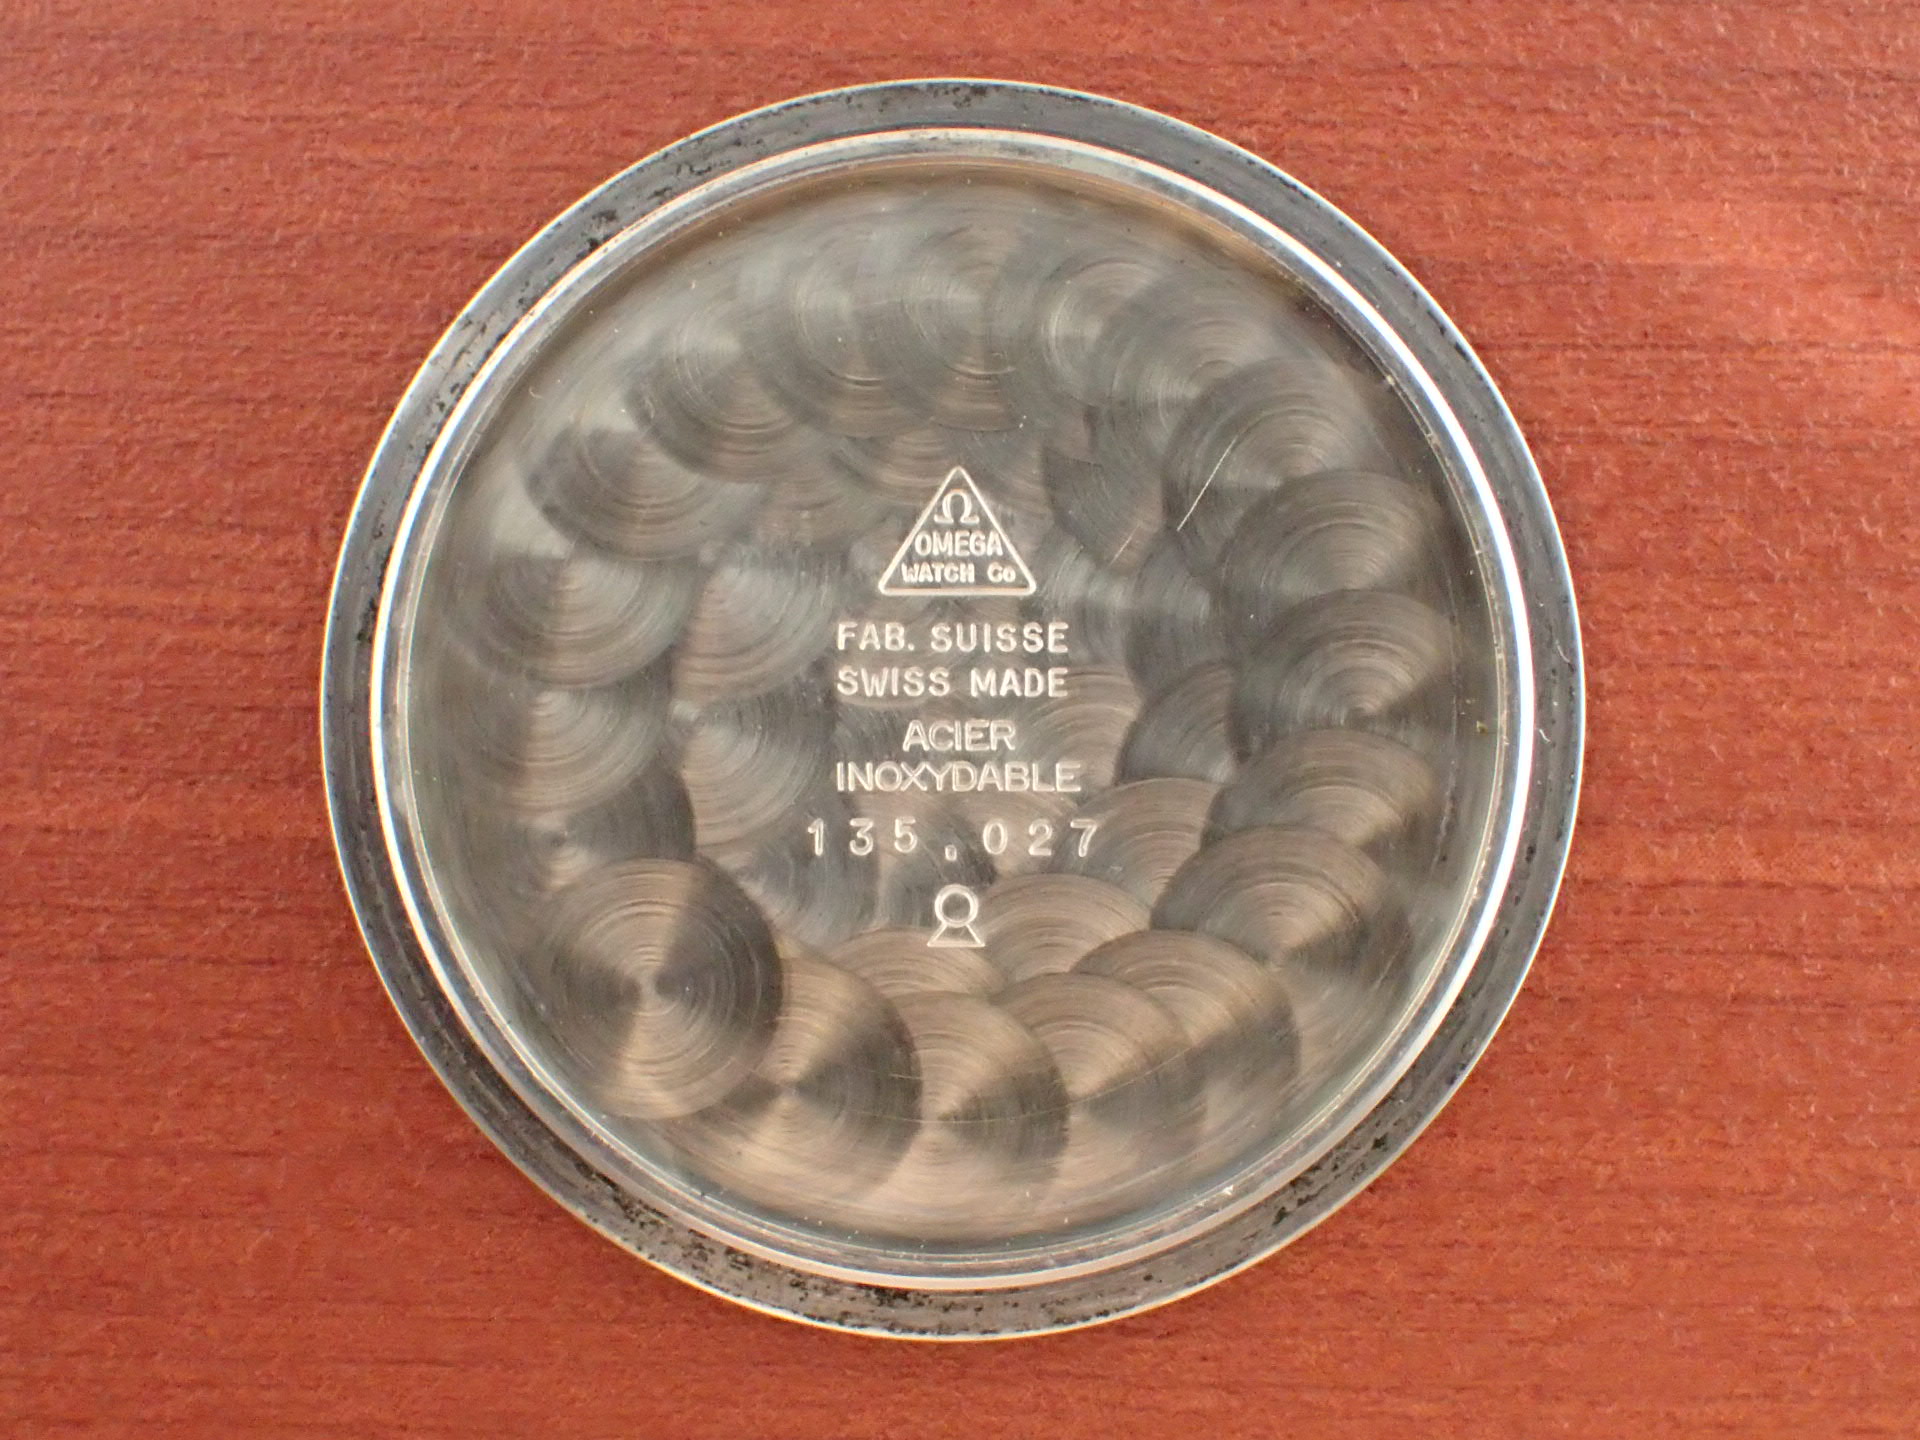 Ω
OMEGA
WATCH Co
FAB. SUISSE
SWISS MADE
ACIER
INOXYDABLE
135.027